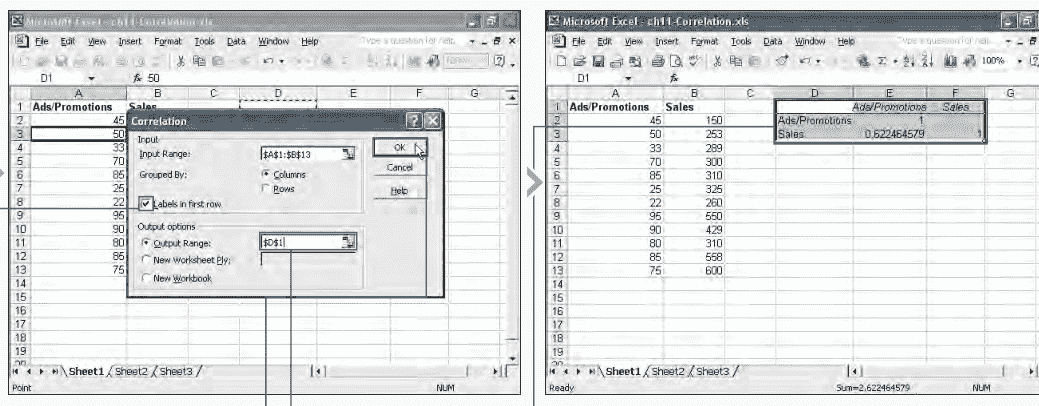 Microsoft Excel - ch11-Correlation.xls
File Edit View Insert Format Tools Data Window Help
D1 fx 50
A B C D E F G
1 Ads/Promotions Sales
2 45
3 50
4 33
5 70
6 85
7 25
8 22
9 95
10 90
11 80
12 85
13 75
14
15
16
17
18
19
20
Correlation
Input
Input Range: $A$1:$B$13
Grouped By: Columns
Rows
Labels in first row
Output options
Output Range: $D$1
New Worksheet Ply:
New Workbook
OK
Cancel
Help
Sheet1 Sheet2 Sheet3
Point NUM
Microsoft Excel - ch11-Correlation.xls
File Edit View Insert Format Tools Data Window Help
100%
D1 fx
A B C D E F G
1 Ads/Promotions Sales Ads/Promotions Sales
2 45 150 Ads/Promotions 1
3 50 253 Sales 0.622464579 1
4 33 289
5 70 300
6 85 310
7 25 325
8 22 260
9 95 550
10 90 429
11 80 310
12 85 558
13 75 600
14
15
16
17
18
19
20
Sheet1 Sheet2 Sheet3
Ready Sum=2.622464579 NUM